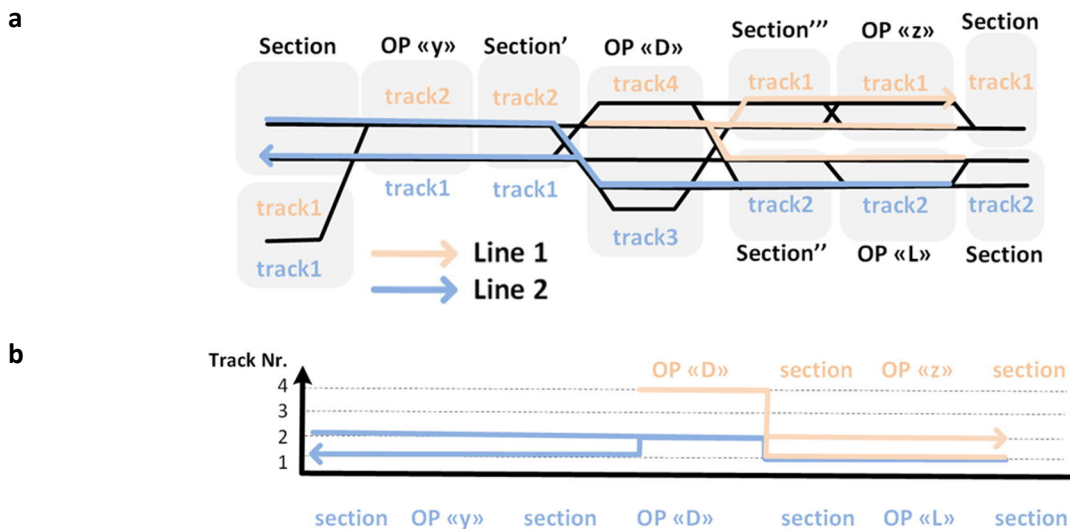 a
Section OP «y» Section' OP «D» Section''' OP «z» Section
track2 track2 track4 track1 track1 track1
track1 track1 track1 track3 track2 track2 track2
track1 Section'' OP «L» Section
Line 1
Line 2
b
Track Nr. OP «D» section OP «z» section
4
3
2
1
section OP «y» section OP «D» section OP «L» section